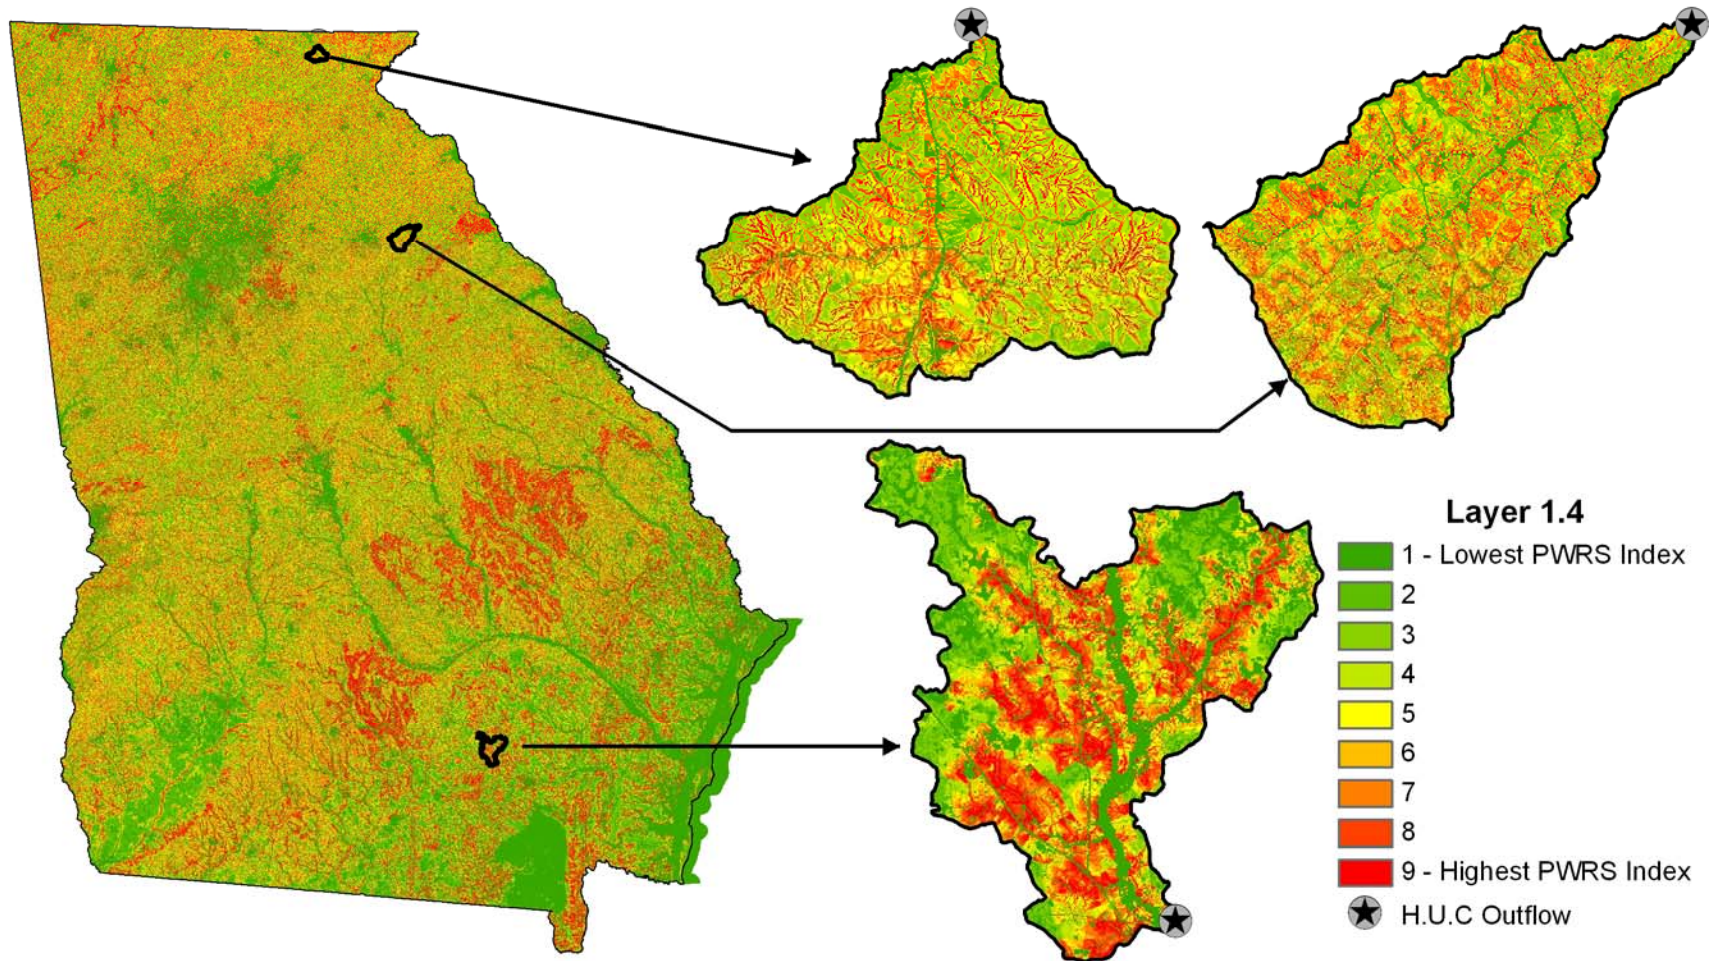 Layer 1.4
1 - Lowest PWRS Index
2
3
4
5
6
7
8
9 - Highest PWRS Index
H.U.C Outflow